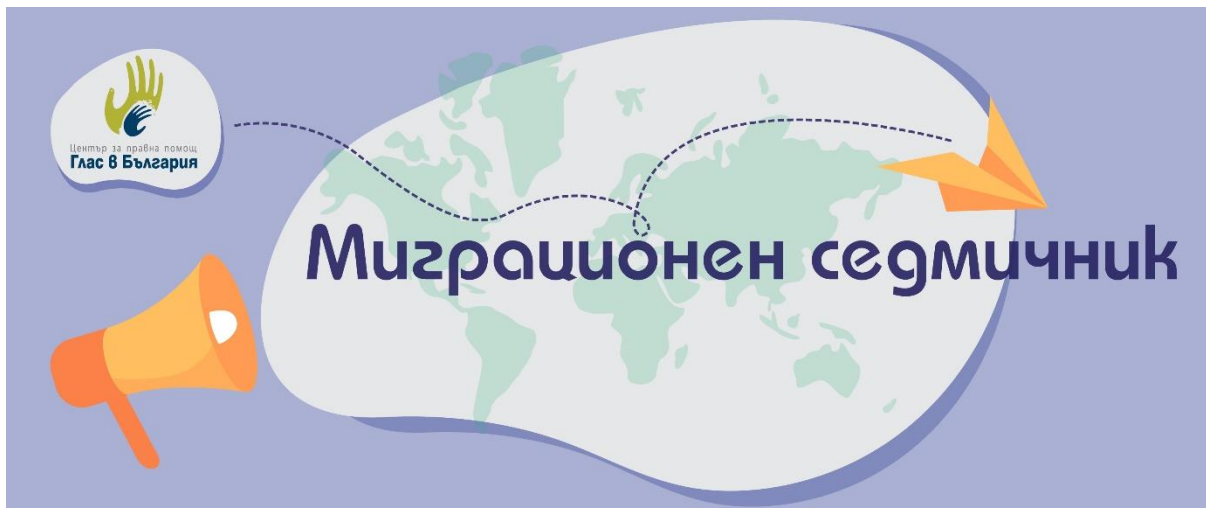 Център за правна помощ
Глас в България
Миграционен седмичник